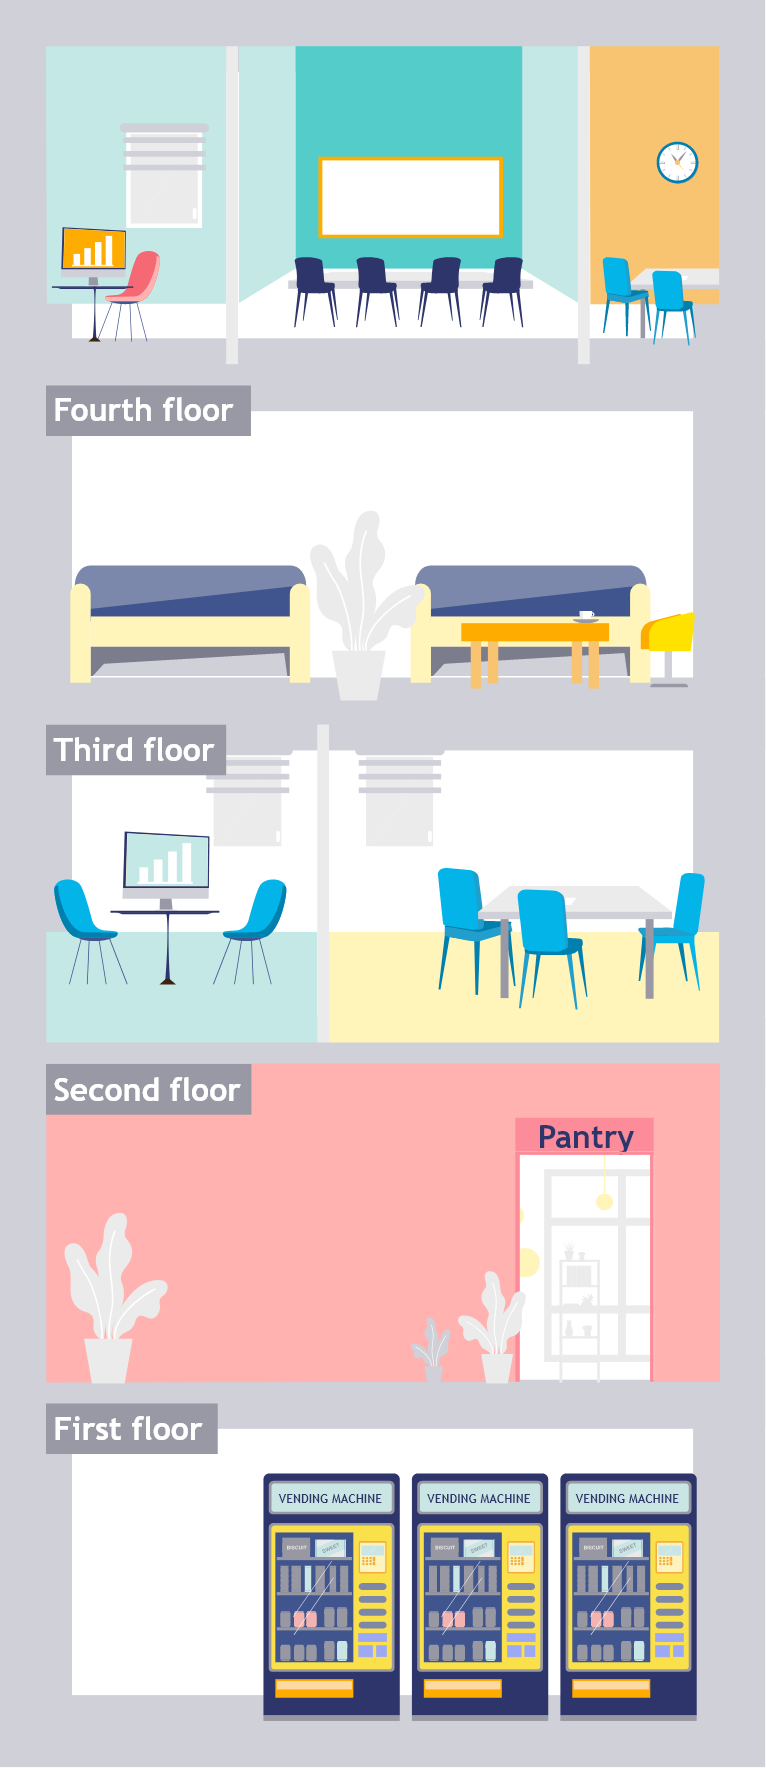 Fourth floor
Third floor
Second floor
Pantry
First floor
VENDING MACHINE
VENDING MACHINE
VENDING MACHINE
BISCUIT
SWEET
BISCUIT
SWEET
BISCUIT
SWEET